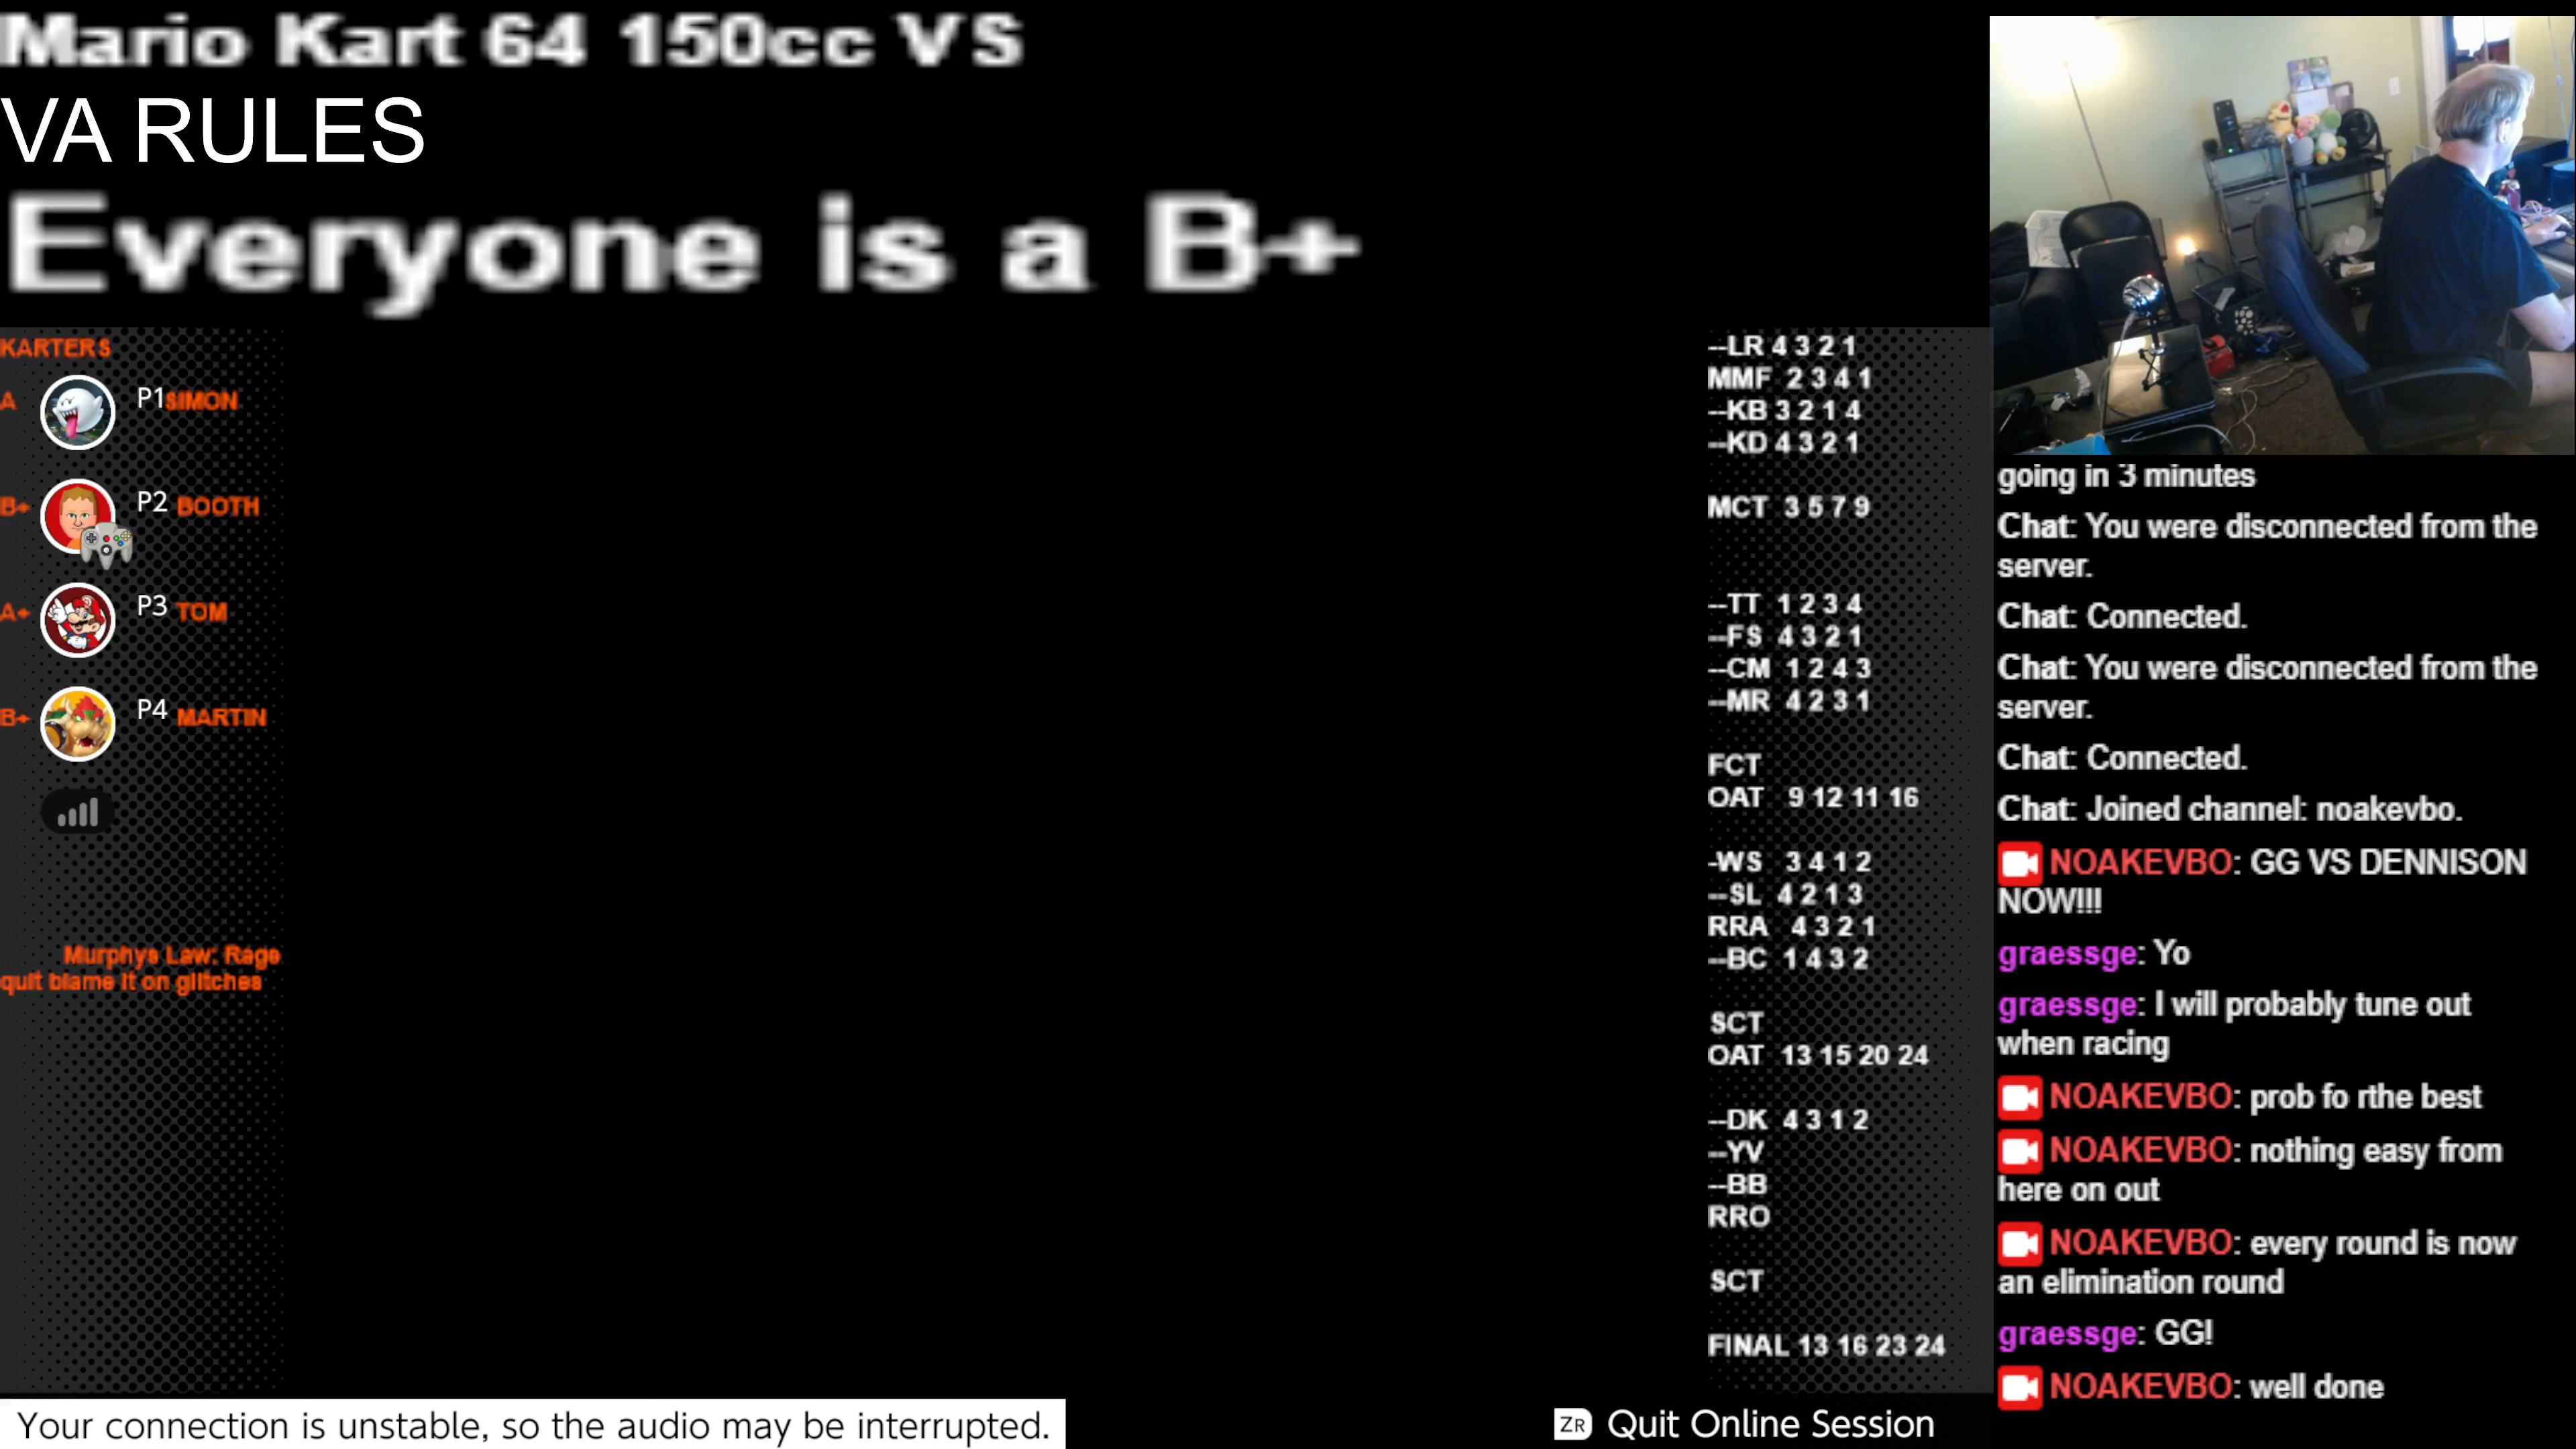 Mario Kart 64 150cc VS
VA RULES
Everyone is a B+
KARTERS
A P1 SIMON
B+ P2 BOOTH
A+ P3 TOM
B+ P4 MARTIN
Murphys Law: Rage
quit blame it on glitches
--LR 4 3 2 1
MMF 2 3 4 1
--KB 3 2 1 4
--KD 4 3 2 1
MCT 3 5 7 9
--TT 1 2 3 4
--FS 4 3 2 1
--CM 1 2 4 3
--MR 4 2 3 1
FCT
OAT 9 12 11 16
-WS 3 4 1 2
--SL 4 2 1 3
RRA 4 3 2 1
--BC 1 4 3 2
SCT
OAT 13 15 20 24
--DK 4 3 1 2
--YV
--BB
RRO
SCT
FINAL 13 16 23 24
going in 3 minutes
Chat: You were disconnected from the
server.
Chat: Connected.
Chat: You were disconnected from the
server.
Chat: Connected.
Chat: Joined channel: noakevbo.
NOAKEVBO: GG VS DENNISON
NOW!!!
graessge: Yo
graessge: I will probably tune out
when racing
NOAKEVBO: prob fo rthe best
NOAKEVBO: nothing easy from
here on out
NOAKEVBO: every round is now
an elimination round
graessge: GG!
NOAKEVBO: well done
Your connection is unstable, so the audio may be interrupted.
ZR Quit Online Session